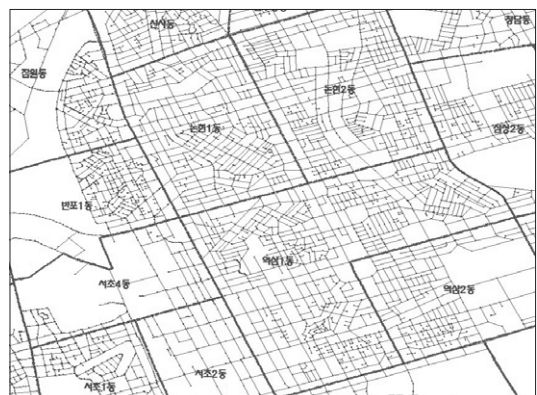 신사동
청담동
잠원동
논현2동
논현1동
삼성2동
반포1동
역삼1동
서초4동
역삼2동
서초2동
서초1동